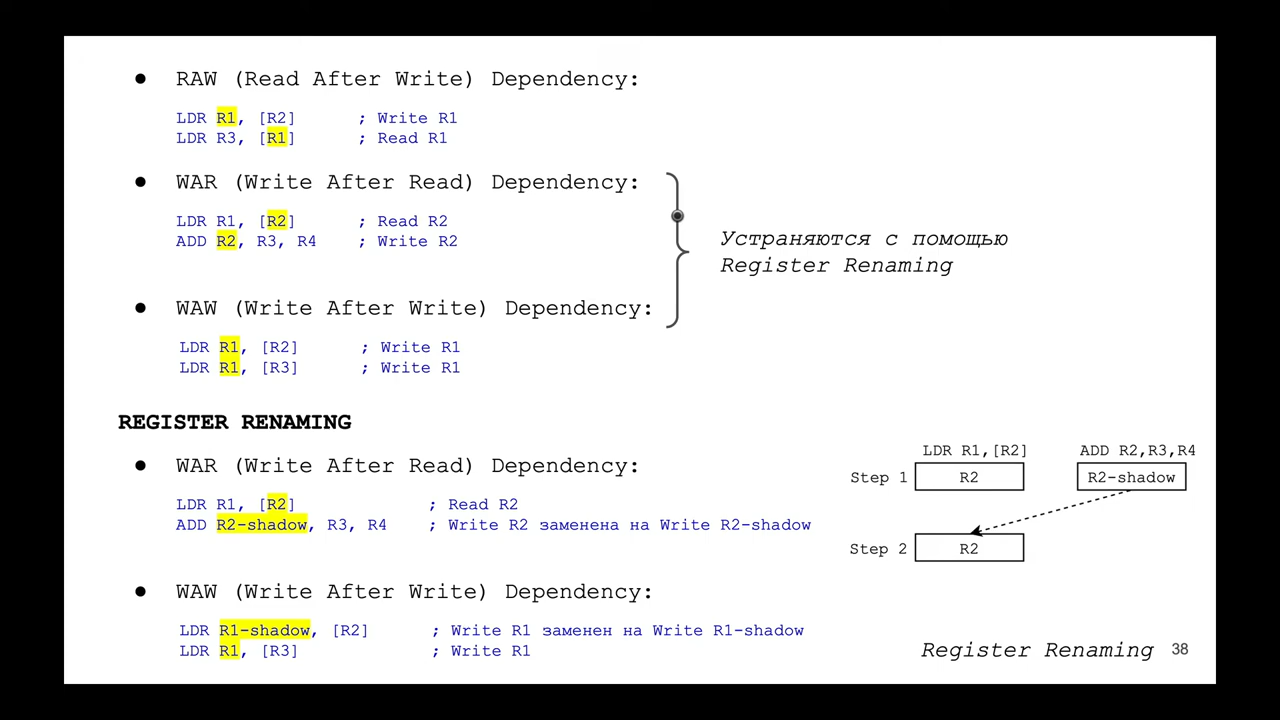 ● RAW (Read After Write) Dependency:
LDR R1, [R2] ; Write R1
LDR R3, [R1] ; Read R1
● WAR (Write After Read) Dependency:
LDR R1, [R2] ; Read R2
ADD R2, R3, R4 ; Write R2
Устраняются с помощью
Register Renaming
● WAW (Write After Write) Dependency:
LDR R1, [R2] ; Write R1
LDR R1, [R3] ; Write R1
REGISTER RENAMING
● WAR (Write After Read) Dependency:
LDR R1, [R2] ; Read R2
ADD R2-shadow, R3, R4 ; Write R2 заменена на Write R2-shadow
LDR R1,[R2] ADD R2,R3,R4
Step 1 R2 R2-shadow
Step 2 R2
● WAW (Write After Write) Dependency:
LDR R1-shadow, [R2] ; Write R1 заменен на Write R1-shadow
LDR R1, [R3] ; Write R1
Register Renaming 38